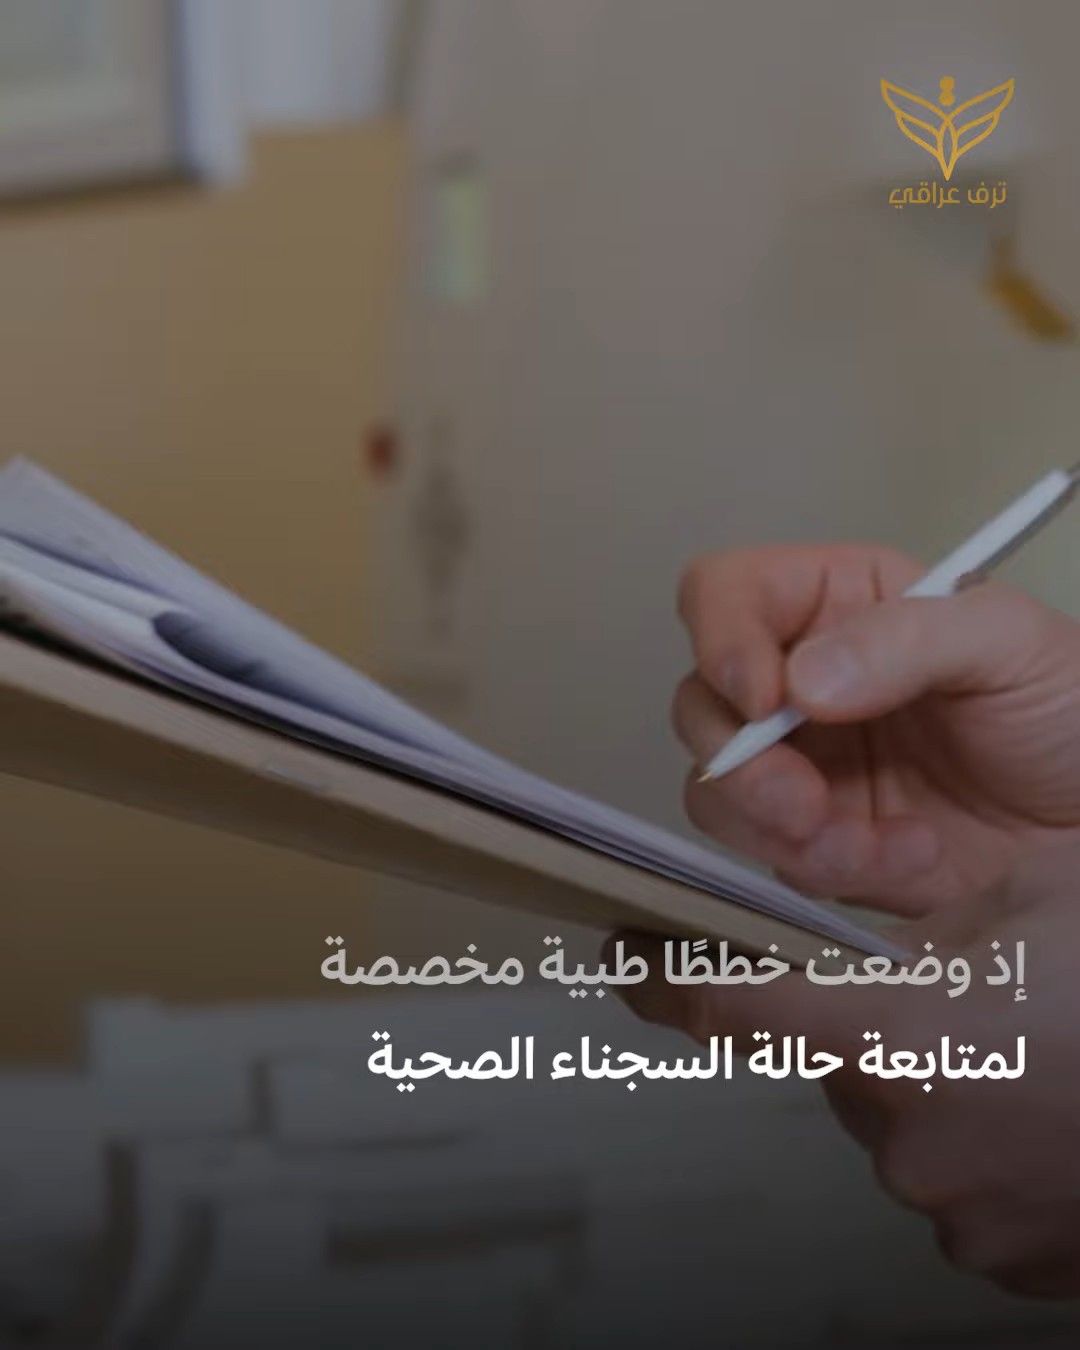 ترف عراقي
إذ وضعت خططًا طبية مخصصة
لمتابعة حالة السجناء الصحية